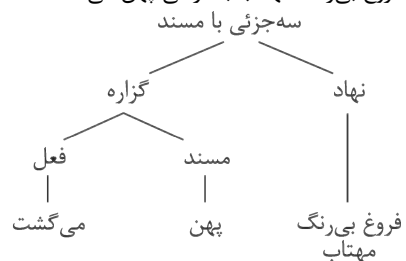 سه‌جزئی با مسند
نهاد گزاره
مسند فعل
فروغ بی‌رنگ پهن می‌گشت
مهتاب